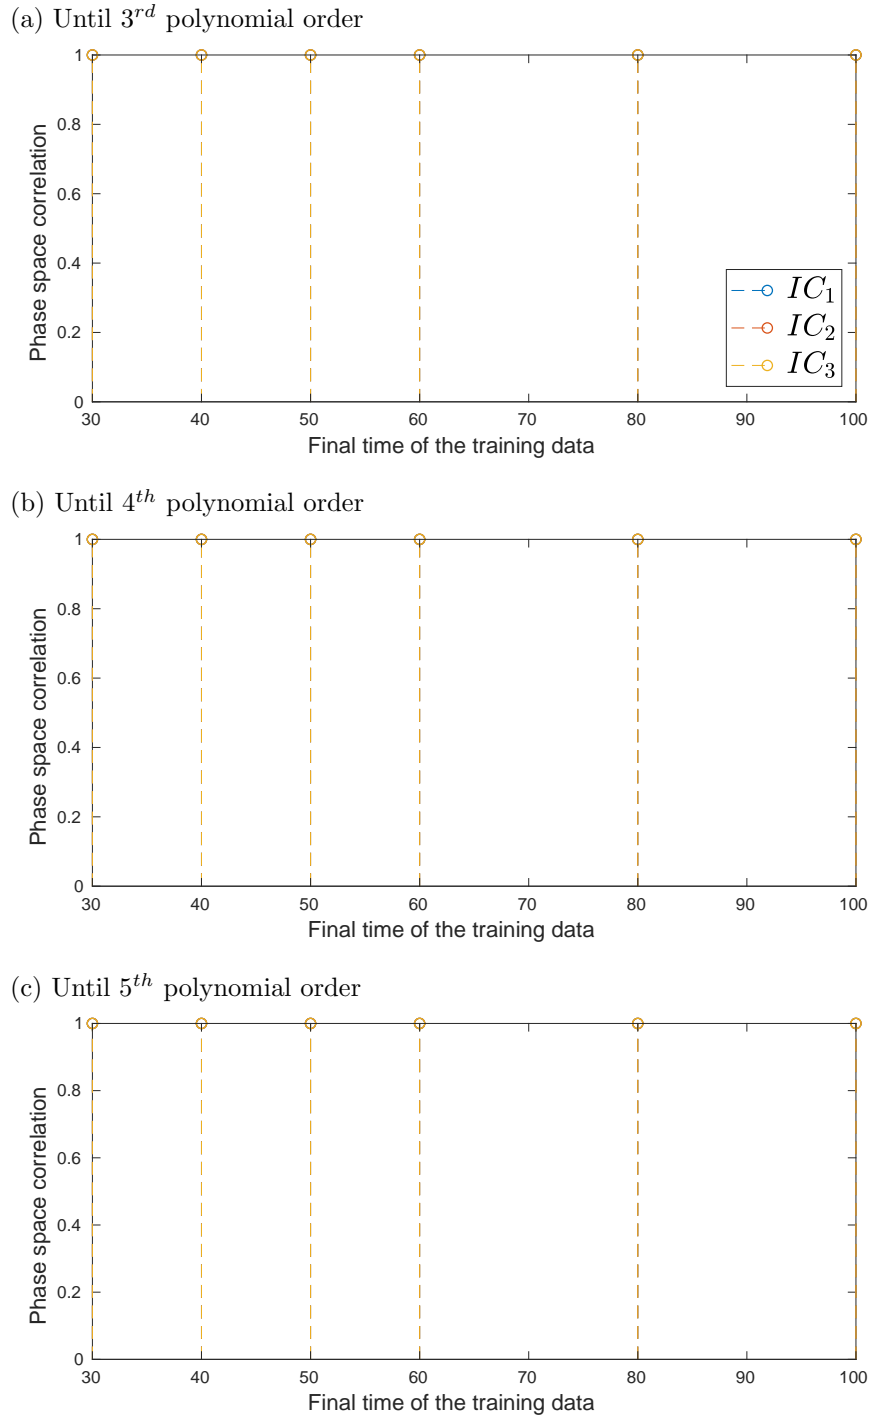 (a) Until 3rd polynomial order
1
0.8
0.6
0.4
0.2
0
Phase space correlation
IC1
IC2
IC3
30 40 50 60 70 80 90 100
Final time of the training data
(b) Until 4th polynomial order
1
0.8
0.6
0.4
0.2
0
Phase space correlation
30 40 50 60 70 80 90 100
Final time of the training data
(c) Until 5th polynomial order
1
0.8
0.6
0.4
0.2
0
Phase space correlation
30 40 50 60 70 80 90 100
Final time of the training data